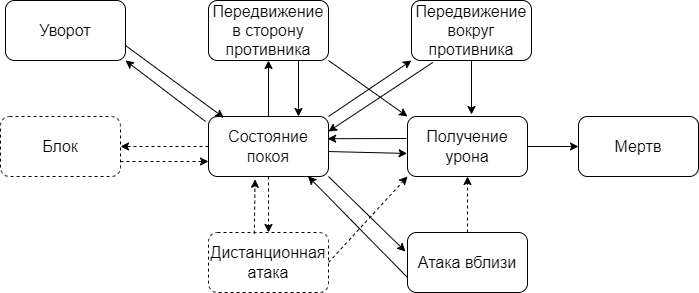 Уворот
Передвижение
в сторону
противника
Передвижение
вокруг
противника
Блок
Состояние
покоя
Получение
урона
Мертв
Дистанционная
атака
Атака вблизи